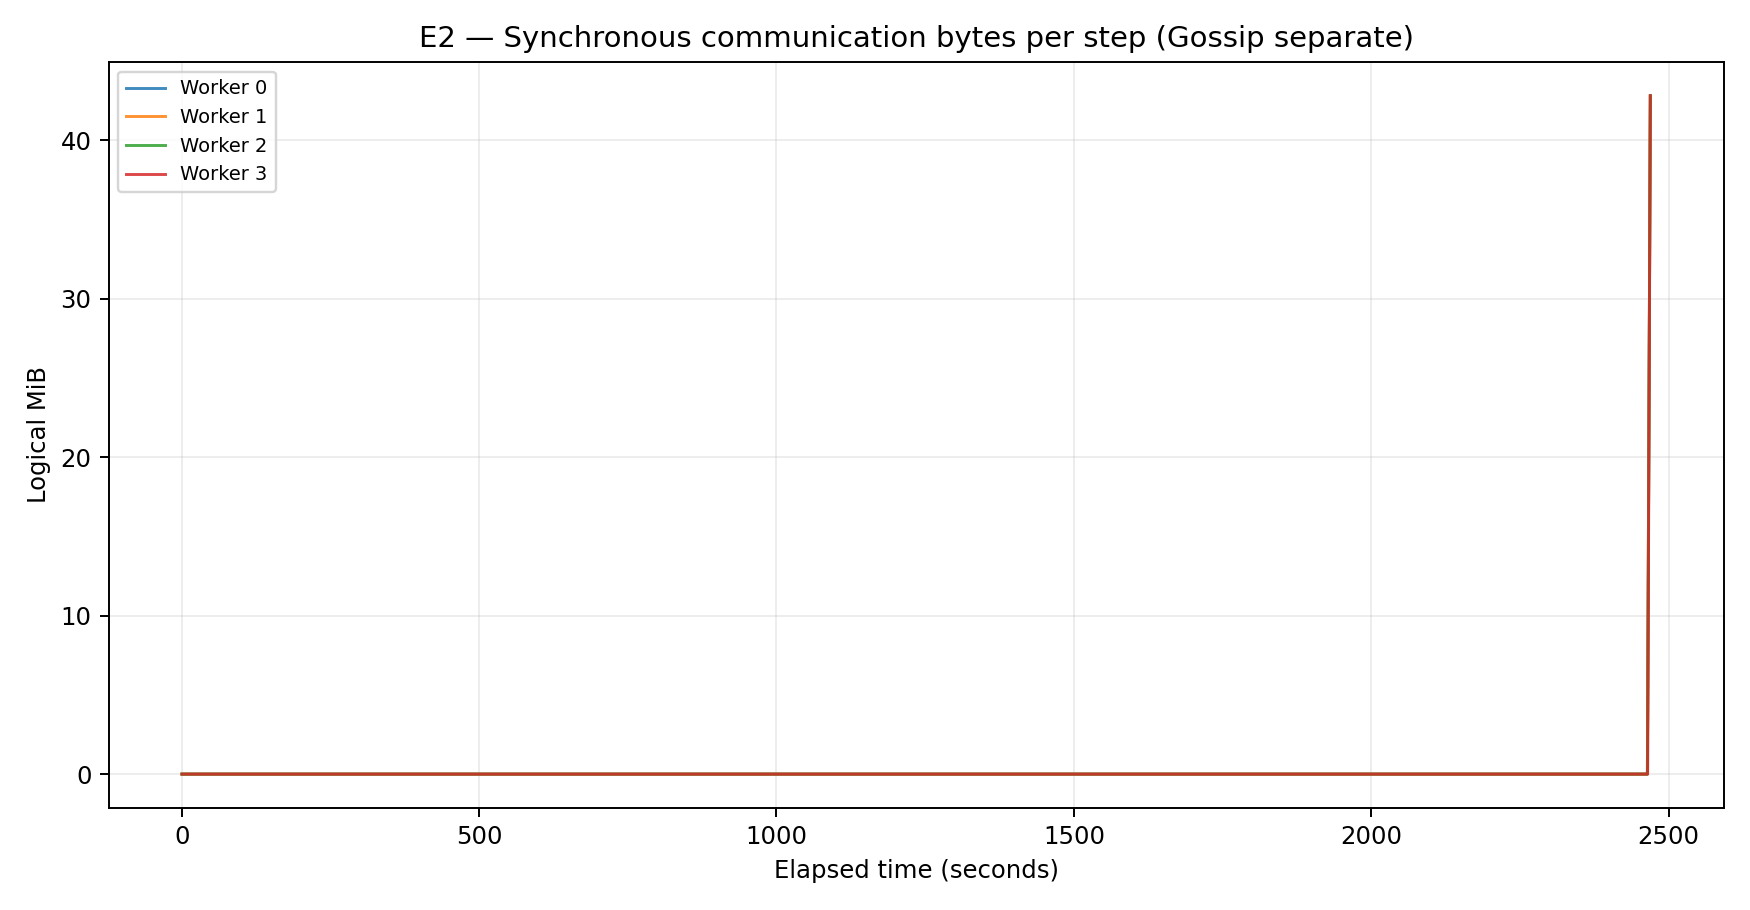 E2 — Synchronous communication bytes per step (Gossip separate)
Worker 0
Worker 1
Worker 2
Worker 3
40
30
20
10
0
Logical MiB
0 500 1000 1500 2000 2500
Elapsed time (seconds)